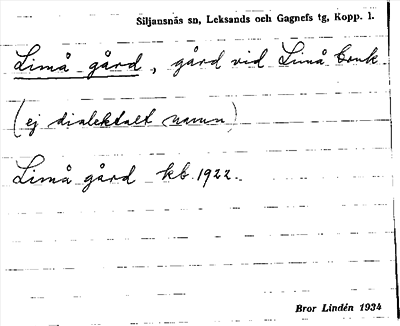 Siljansnäs sn, Leksands och Gagnefs tg, Kopp. l.
Limå gård, gård vid Limå bruk.
(ej dialektalt namn)
Limå gård kb. 1922.
Bror Lindén 1934